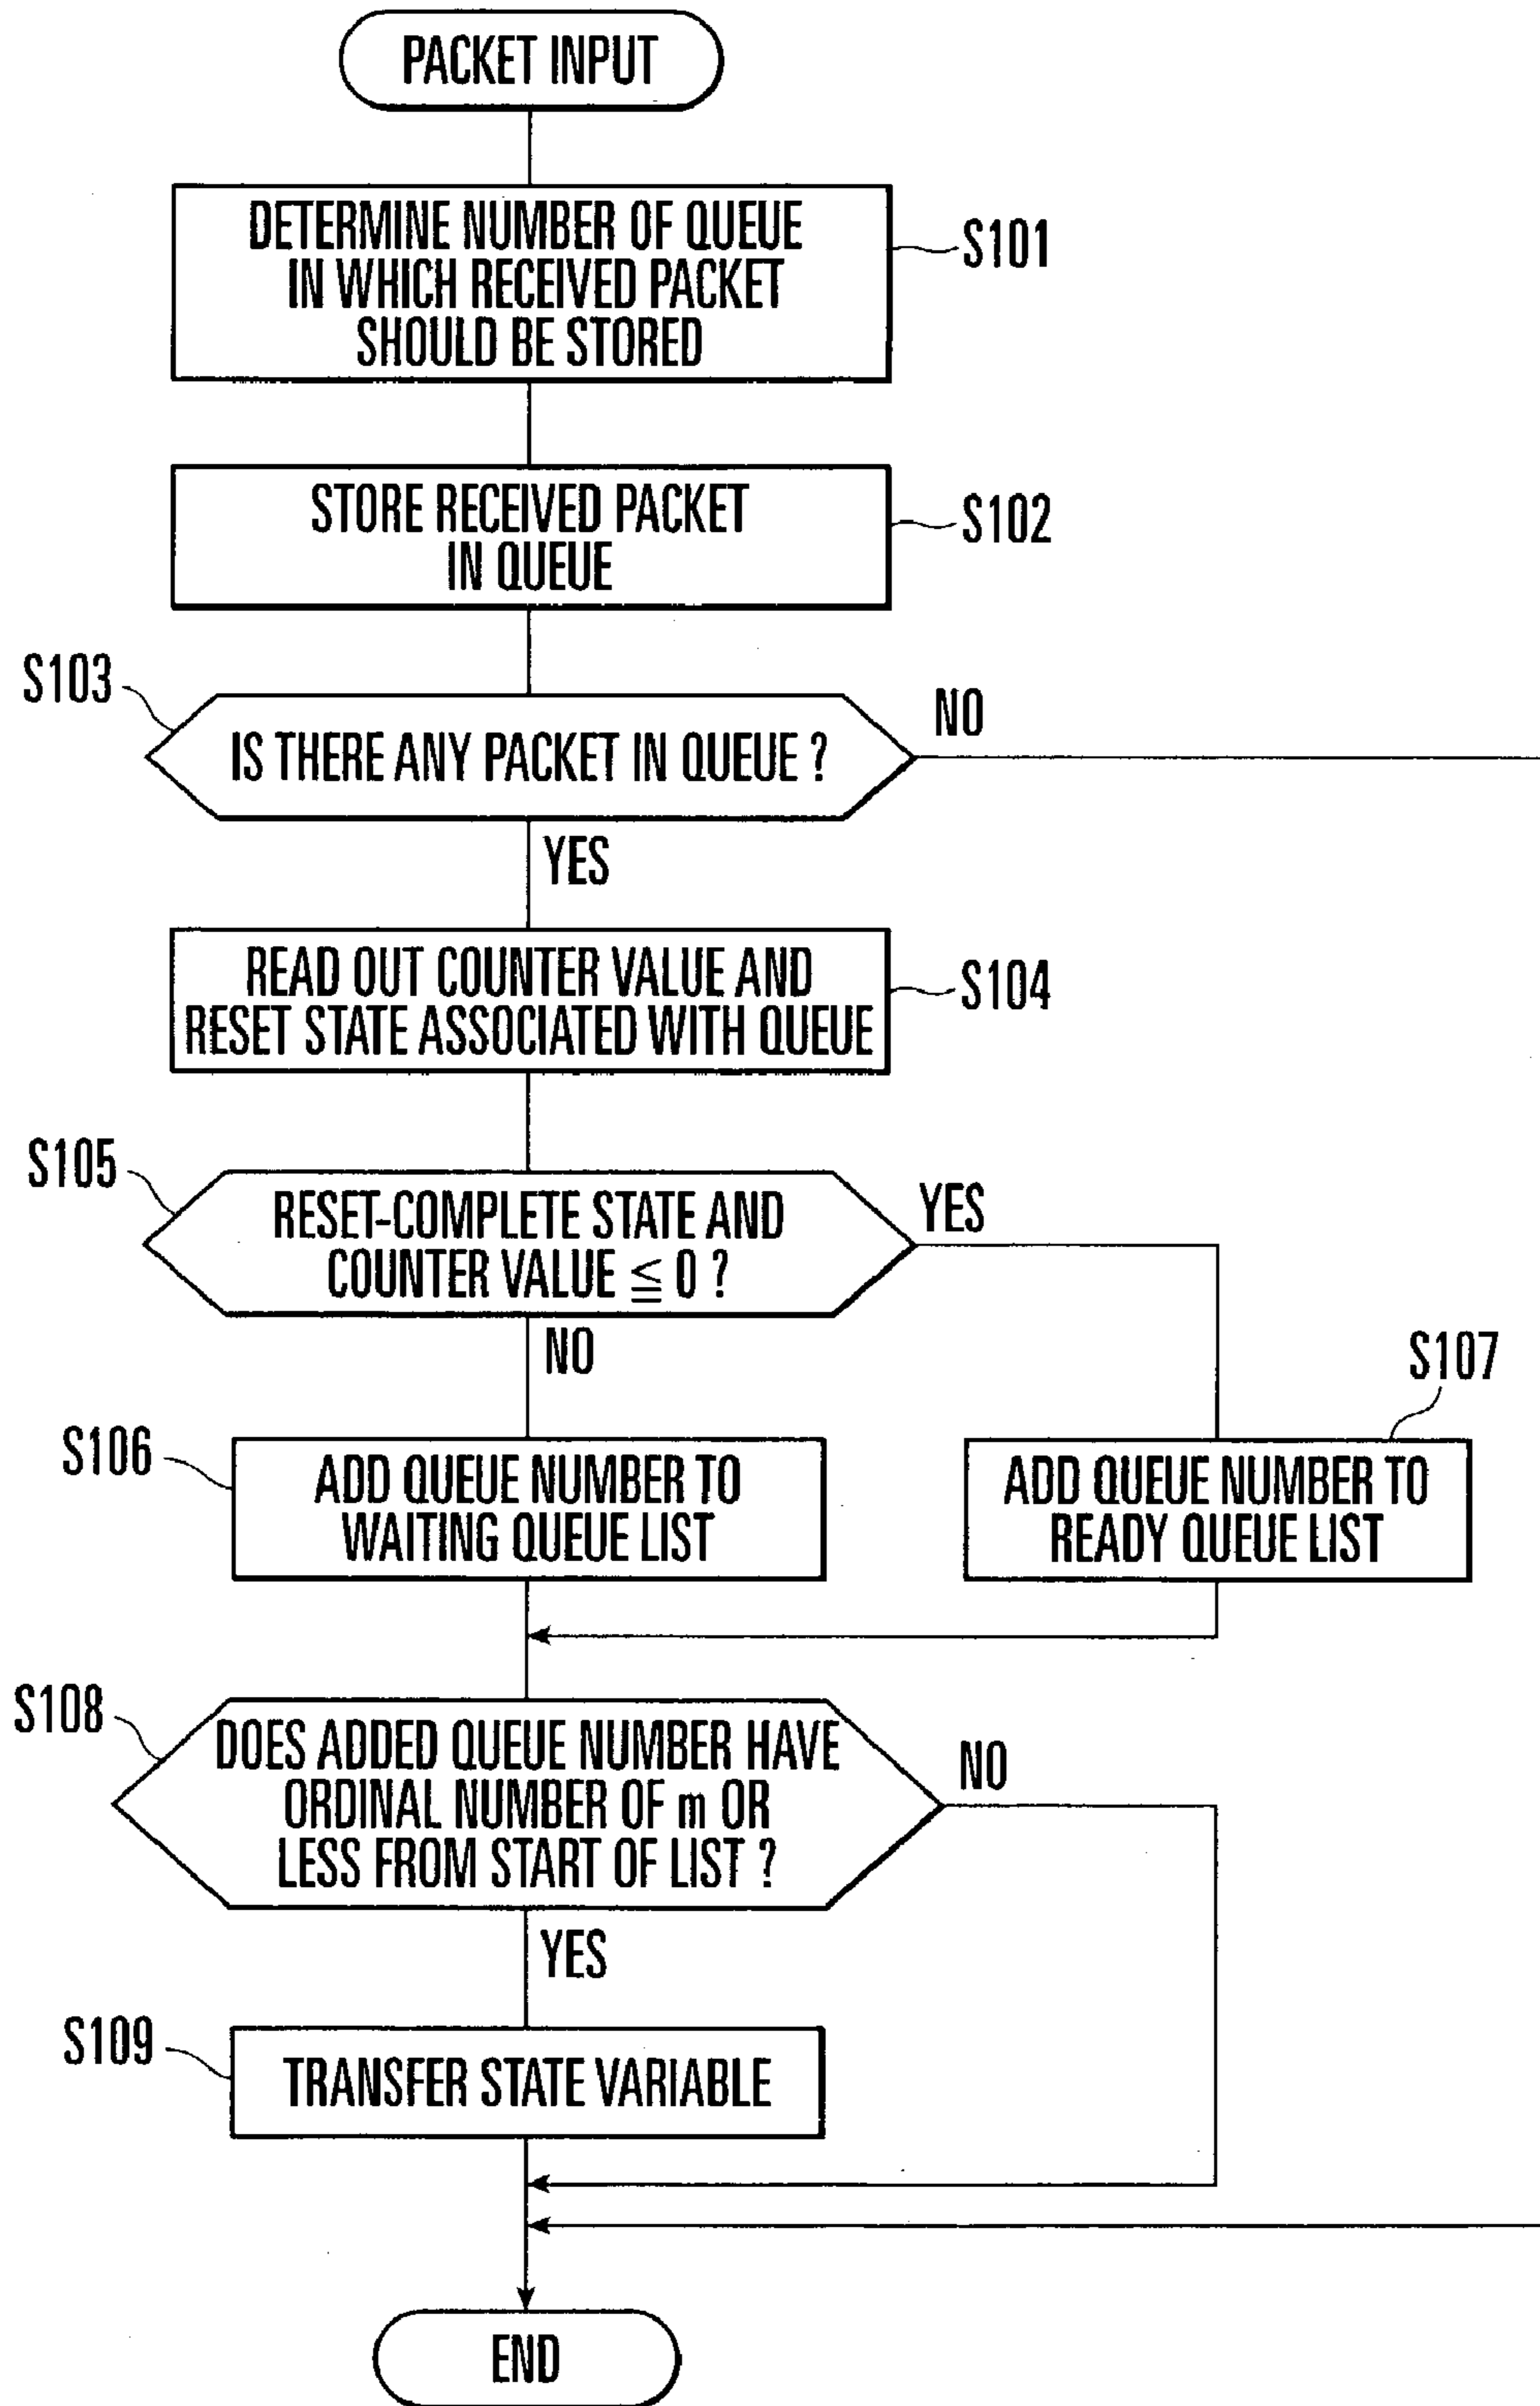 PACKET INPUT
DETERMINE NUMBER OF QUEUE
IN WHICH RECEIVED PACKET
SHOULD BE STORED
S101
STORE RECEIVED PACKET
IN QUEUE
S102
S103
IS THERE ANY PACKET IN QUEUE ?
NO
YES
READ OUT COUNTER VALUE AND
RESET STATE ASSOCIATED WITH QUEUE
S104
S105
RESET-COMPLETE STATE AND
COUNTER VALUE ≦ 0 ?
YES
NO
S106
ADD QUEUE NUMBER TO
WAITING QUEUE LIST
S107
ADD QUEUE NUMBER TO
READY QUEUE LIST
S108
DOES ADDED QUEUE NUMBER HAVE
ORDINAL NUMBER OF m OR
LESS FROM START OF LIST ?
NO
YES
S109
TRANSFER STATE VARIABLE
END